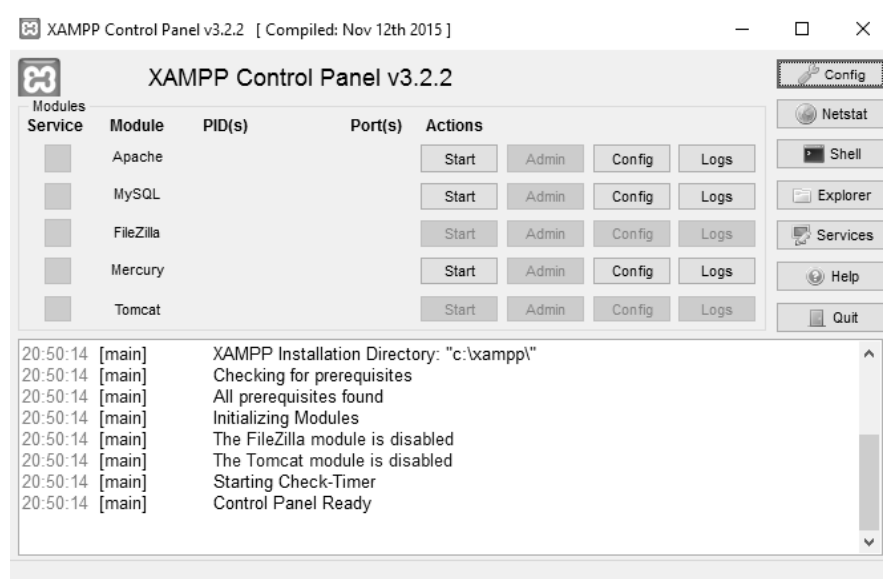 XAMPP Control Panel v3.2.2 [ Compiled: Nov 12th 2015 ]
XAMPP Control Panel v3.2.2
Config
Modules
Service Module PID(s) Port(s) Actions
Netstat
Apache Start Admin Config Logs
Shell
MySQL Start Admin Config Logs
Explorer
FileZilla Start Admin Config Logs
Services
Mercury Start Admin Config Logs
Help
Tomcat Start Admin Config Logs
Quit
20:50:14 [main] XAMPP Installation Directory: "c:\xampp\"
20:50:14 [main] Checking for prerequisites
20:50:14 [main] All prerequisites found
20:50:14 [main] Initializing Modules
20:50:14 [main] The FileZilla module is disabled
20:50:14 [main] The Tomcat module is disabled
20:50:14 [main] Starting Check-Timer
20:50:14 [main] Control Panel Ready